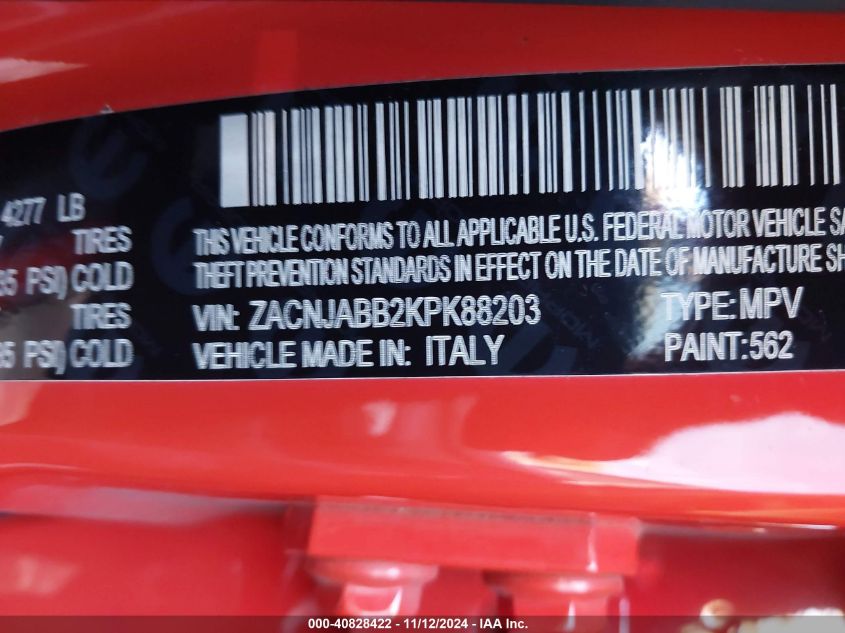 4277 LB
TIRES
35 PSI) COLD
TIRES
35 PSI) COLD
THIS VEHICLE CONFORMS TO ALL APPLICABLE U.S. FEDERAL MOTOR VEHICLE SA
THEFT PREVENTION STANDARDS IN EFFECT ON THE DATE OF MANUFACTURE SH
VIN: ZACNJABB2KPK88203 TYPE: MPV
VEHICLE MADE IN: ITALY PAINT:562
000-40828422 - 11/12/2024 - IAA Inc.